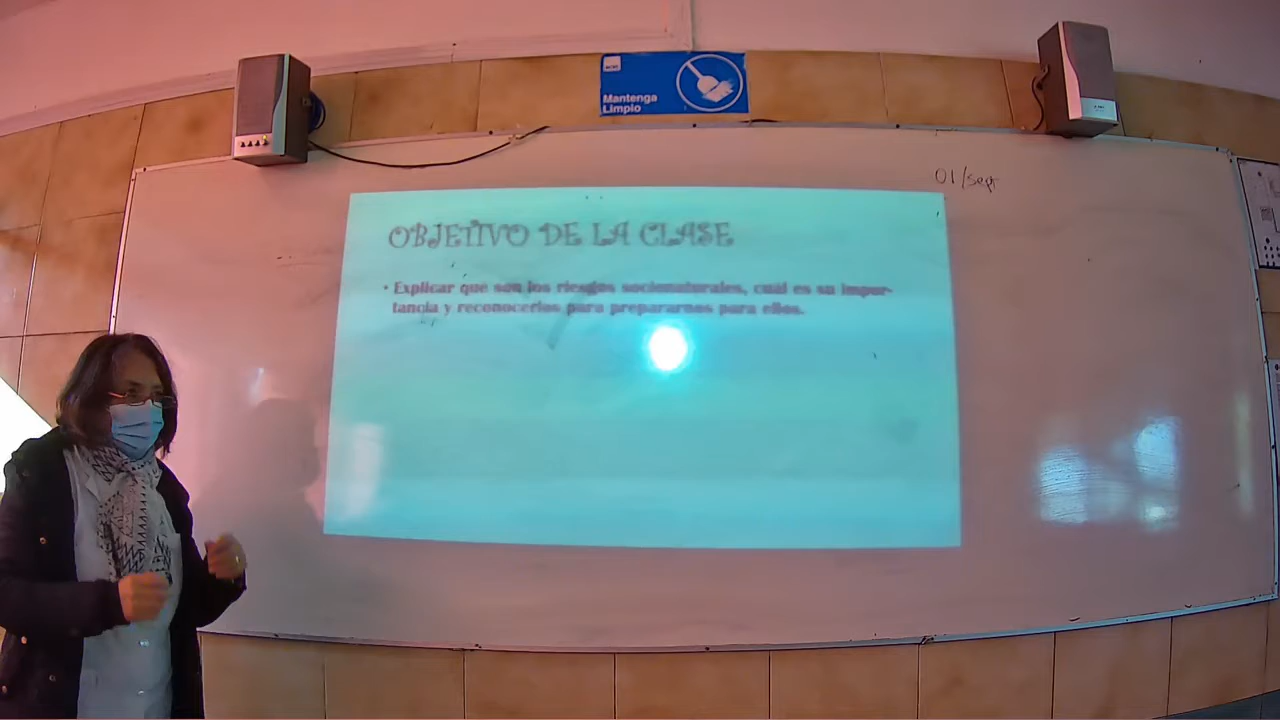 Mantenga
Limpio
01/sept
OBJETIVO DE LA CLASE
• Explicar que son los riesgos socionaturales, cuál es su impor-
tancia y reconocerlos para prepararnos para ellos.